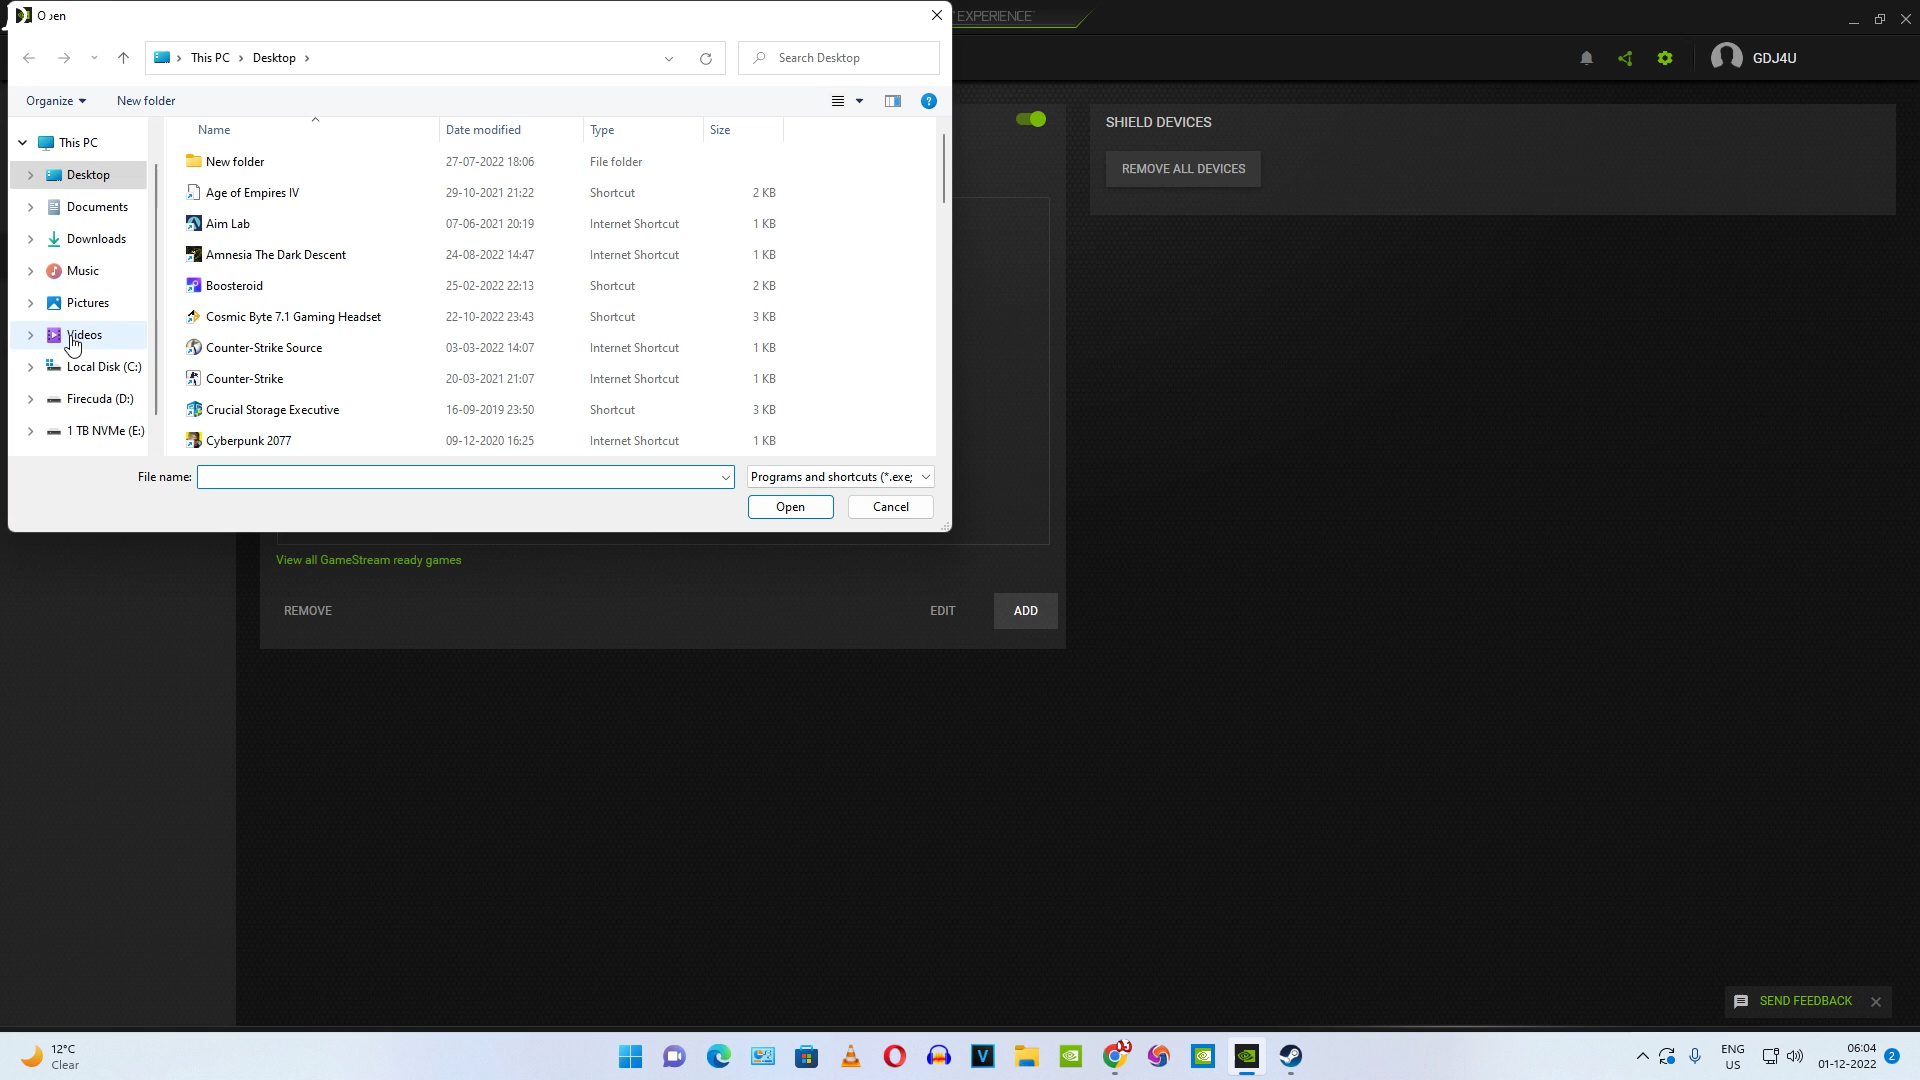 Open
EXPERIENCE
This PC > Desktop >
Search Desktop
GDJ4U
Organize
New folder
Name
Date modified
Type
Size
This PC
Desktop
Documents
Downloads
Music
Pictures
Videos
Local Disk (C:)
Firecuda (D:)
1 TB NVMe (E:)
New folder 27-07-2022 18:06 File folder
Age of Empires IV 29-10-2021 21:22 Shortcut 2 KB
Aim Lab 07-06-2021 20:19 Internet Shortcut 1 KB
Amnesia The Dark Descent 24-08-2022 14:47 Internet Shortcut 1 KB
Boosteroid 25-02-2022 22:13 Shortcut 2 KB
Cosmic Byte 7.1 Gaming Headset 22-10-2022 23:43 Shortcut 3 KB
Counter-Strike Source 03-03-2022 14:07 Internet Shortcut 1 KB
Counter-Strike 20-03-2021 21:07 Internet Shortcut 1 KB
Crucial Storage Executive 16-09-2019 23:50 Shortcut 3 KB
Cyberpunk 2077 09-12-2020 16:25 Internet Shortcut 1 KB
File name:
Programs and shortcuts (*.exe;
Open
Cancel
SHIELD DEVICES
REMOVE ALL DEVICES
View all GameStream ready games
REMOVE
EDIT
ADD
SEND FEEDBACK
12°C
Clear
ENG
US
06:04
01-12-2022
2